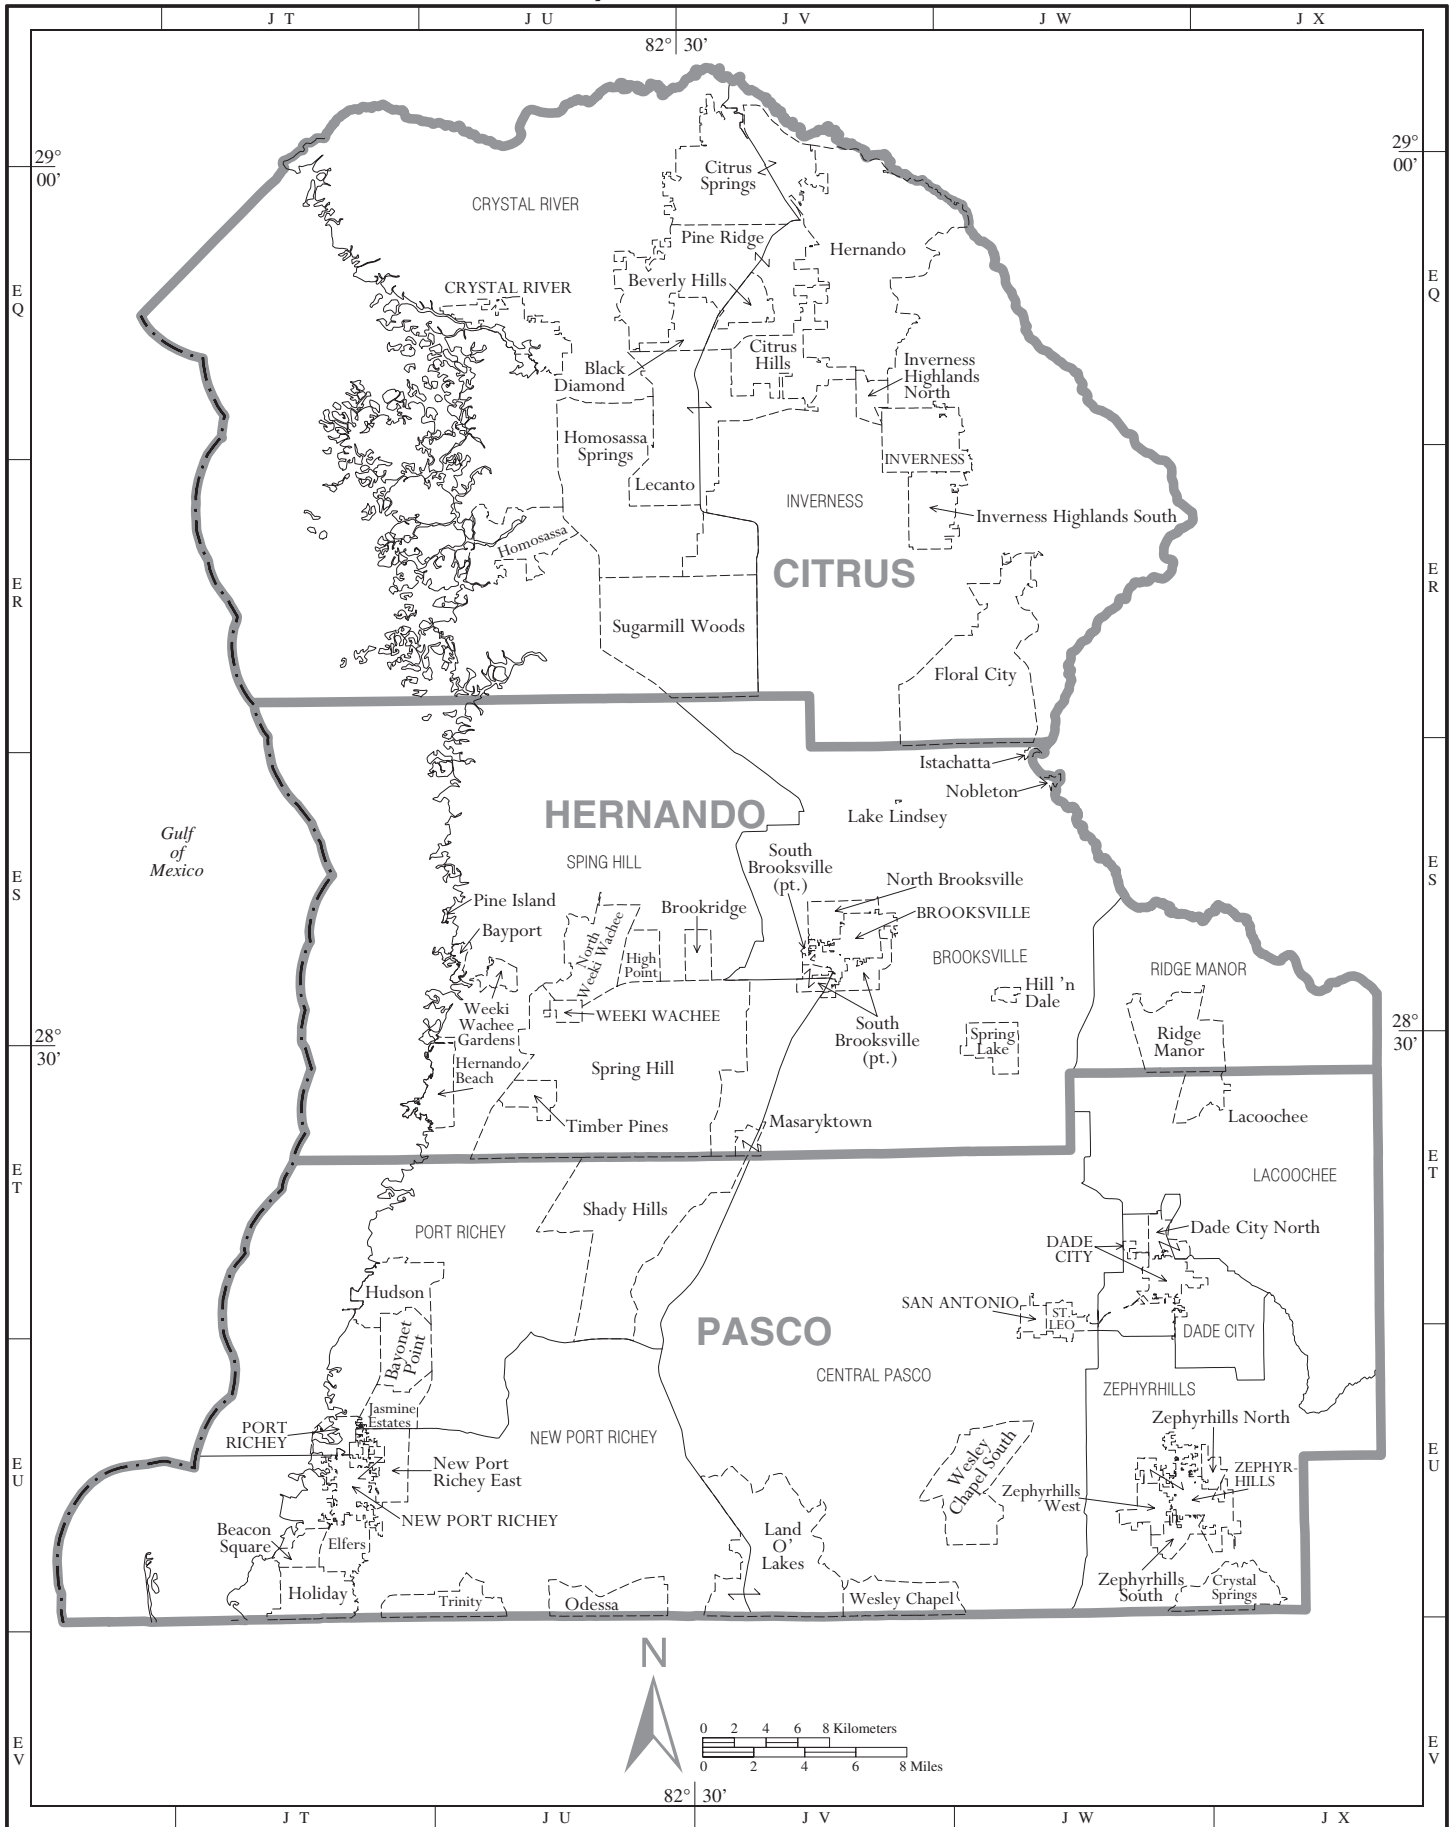 J T
J U
J V
J W
J X
82° 30'
29°
00'
29°
00'
Citrus
Springs
CRYSTAL RIVER
Pine Ridge
Hernando
E
Q
E
Q
Beverly Hills
CRYSTAL RIVER
Citrus
Hills
Black
Diamond
Inverness
Highlands
North
Homosassa
Springs
INVERNESS
Lecanto
INVERNESS
Inverness Highlands South
Homosassa
CITRUS
E
R
E
R
Sugarmill Woods
Floral City
Istachatta
Nobleton
HERNANDO
Lake Lindsey
Gulf
of
Mexico
SPING HILL
South
Brooksville
(pt.)
E
S
E
S
North Brooksville
Pine Island
Brookridge
BROOKSVILLE
Bayport
North
Weeki Wachee
High
Point
BROOKSVILLE
RIDGE MANOR
Hill 'n
Dale
Weeki
Wachee
Gardens
WEEKI WACHEE
South
Brooksville
(pt.)
Spring
Lake
Ridge
Manor
28°
30'
28°
30'
Hernando
Beach
Spring Hill
Timber Pines
Masaryktown
Lacoochee
E
T
E
T
LACOOCHEE
Shady Hills
PORT RICHEY
Dade City North
DADE
CITY
Hudson
SAN ANTONIO
ST.
LEO
PASCO
DADE CITY
Bayonet
Point
CENTRAL PASCO
ZEPHYRHILLS
Jasmine
Estates
PORT
RICHEY
NEW PORT RICHEY
Zephyrhills North
Wesley
Chapel South
New Port
Richey East
ZEPHYR-
HILLS
E
U
E
U
Zephyrhills
West
NEW PORT RICHEY
Beacon
Square
Elfers
Land
O'
Lakes
Holiday
Trinity
Odessa
Wesley Chapel
Zephyrhills
South
Crystal
Springs
N
0 2 4 6 8 Kilometers
0 2 4 6 8 Miles
E
V
E
V
82° 30'
J T
J U
J V
J W
J X